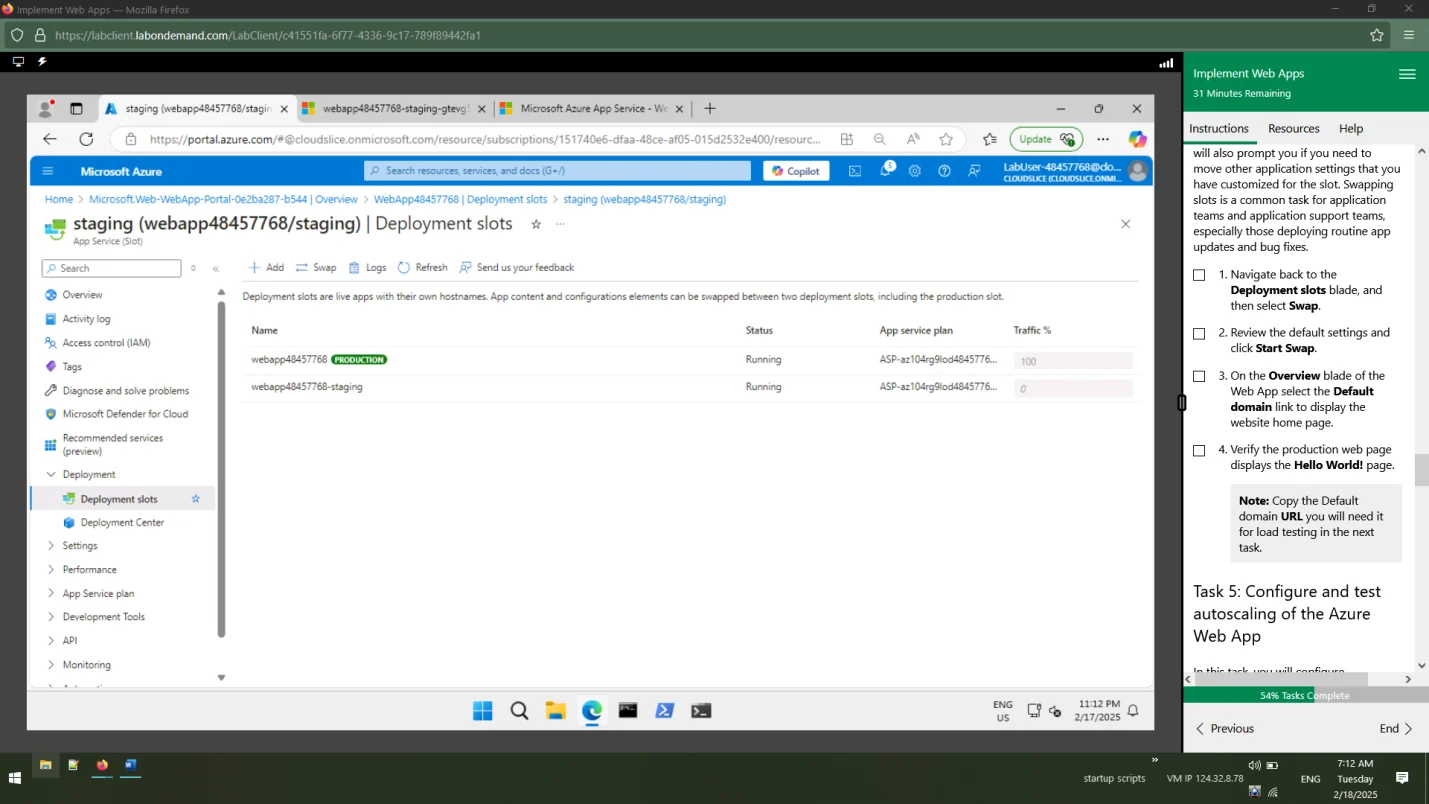 Implement Web Apps — Mozilla Firefox
https://labclient.labondemand.com/LabClient/c41551fa-6f77-4336-9c17-789f89442fa1
staging (webapp48457768/stagin
webapp48457768-staging-gtevg
Microsoft Azure App Service - We
https://portal.azure.com/#@cloudslice.onmicrosoft.com/resource/subscriptions/151740e6-dfaa-48ce-af05-015d2532e400/resourc...
Update
Microsoft Azure
Search resources, services, and docs (G+/)
Copilot
5
LabUser-48457768@clo...
CLOUDSLICE (CLOUDSLICE.ONMI...
Home > Microsoft.Web-WebApp-Portal-0e2ba287-b544 | Overview > WebApp48457768 | Deployment slots > staging (webapp48457768/staging)
staging (webapp48457768/staging) | Deployment slots
App Service (Slot)
Search
Add
Swap
Logs
Refresh
Send us your feedback
Overview
Activity log
Access control (IAM)
Tags
Diagnose and solve problems
Microsoft Defender for Cloud
Recommended services
(preview)
Deployment
Deployment slots
Deployment Center
Settings
Performance
App Service plan
Development Tools
API
Monitoring
Deployment slots are live apps with their own hostnames. App content and configurations elements can be swapped between two deployment slots, including the production slot.
Name Status App service plan Traffic %
webapp48457768 PRODUCTION Running ASP-az104rg9lod4845776... 100
webapp48457768-staging Running ASP-az104rg9lod4845776... 0
ENG
US
11:12 PM
2/17/2025
Implement Web Apps
31 Minutes Remaining
Instructions Resources Help
will also prompt you if you need to
move other application settings that you
have customized for the slot. Swapping
slots is a common task for application
teams and application support teams,
especially those deploying routine app
updates and bug fixes.
1. Navigate back to the
Deployment slots blade, and
then select Swap.
2. Review the default settings and
click Start Swap.
3. On the Overview blade of the
Web App select the Default
domain link to display the
website home page.
4. Verify the production web page
displays the Hello World! page.
Note: Copy the Default
domain URL you will need it
for load testing in the next
task.
Task 5: Configure and test
autoscaling of the Azure
Web App
In this task, you will configure
54% Tasks Complete
Previous
End
startup scripts
VM IP 124.32.8.78
ENG
7:12 AM
Tuesday
2/18/2025